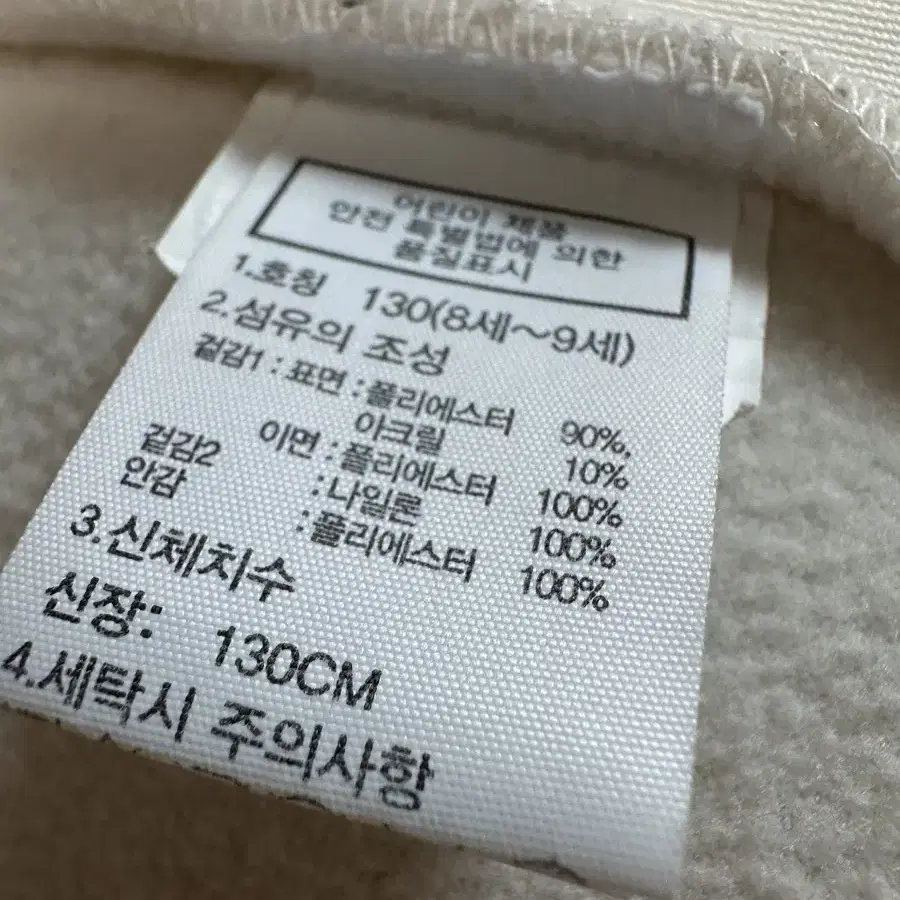 어린이 제품
안전 특별법에 의한
품질표시
1.호칭 130(8세~9세)
2.섬유의 조성
겉감1 : 표면 : 폴리에스터 90%,
아크릴 10%
이면 : 폴리에스터 100%
겉감2 : 나일론 100%
안감 : 폴리에스터 100%
3.신체치수
신장: 130CM
4.세탁시 주의사항